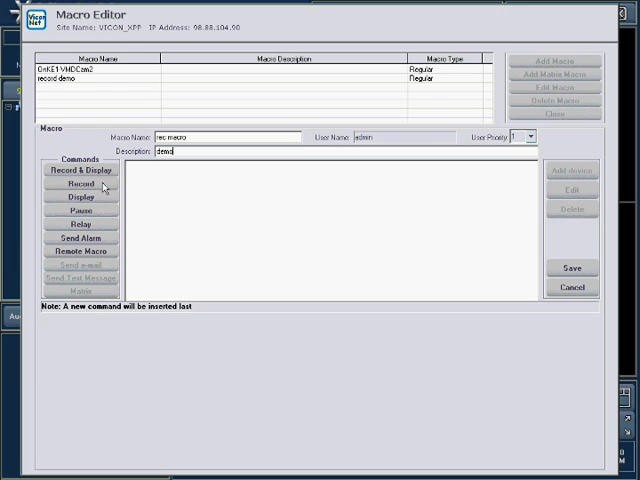 Vicon Net
Macro Editor
Site Name: VICON_XPP IP Address: 98.88.104.90
Macro Name Macro Description Macro Type
OnKE1-VMDCam2 Regular
record demo Regular
Add Macro
Add Matrix Macro
Edit Macro
Delete Macro
Close
Macro
Macro Name: rec macro User Name: admin User Priority: 1
Description: demo
Commands
Record & Display
Record
Display
Pause
Relay
Send Alarm
Remote Macro
Send e-mail
Send Text Message
Matrix
Add device
Edit
Delete
Save
Cancel
Note: A new command will be inserted last
Au